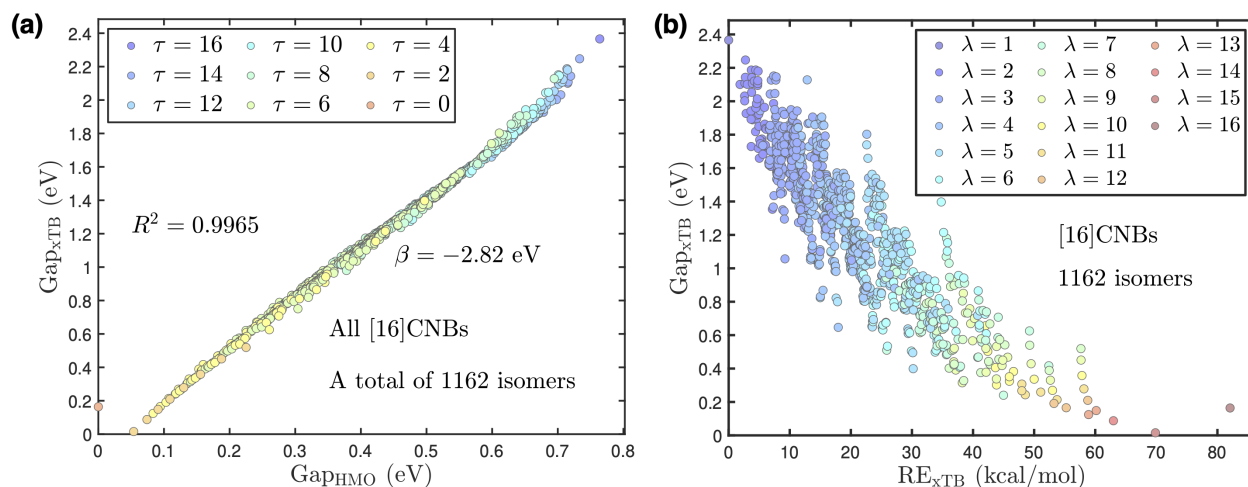 (a)
τ = 16
τ = 14
τ = 12
τ = 10
τ = 8
τ = 6
τ = 4
τ = 2
τ = 0
2.4
2.2
2
1.8
1.6
1.4
1.2
1
0.8
0.6
0.4
0.2
0
Gap_xTB (eV)
R² = 0.9965
β = −2.82 eV
All [16]CNBs
A total of 1162 isomers
0
0.1
0.2
0.3
0.4
0.5
0.6
0.7
0.8
Gap_HMO (eV)
(b)
λ = 1
λ = 2
λ = 3
λ = 4
λ = 5
λ = 6
λ = 7
λ = 8
λ = 9
λ = 10
λ = 11
λ = 12
λ = 13
λ = 14
λ = 15
λ = 16
2.4
2.2
2
1.8
1.6
1.4
1.2
1
0.8
0.6
0.4
0.2
0
Gap_xTB (eV)
[16]CNBs
1162 isomers
0
10
20
30
40
50
60
70
80
RE_xTB (kcal/mol)